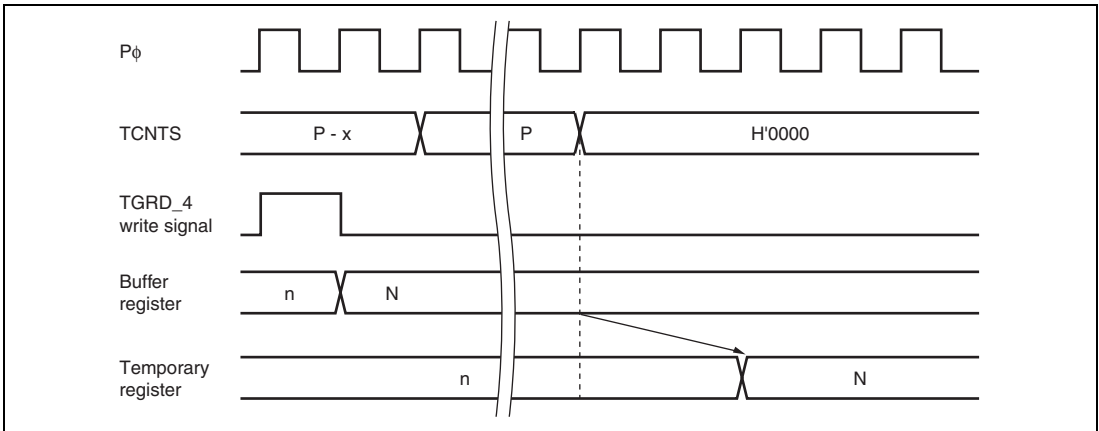 Pϕ
TCNTS
P - x
P
H'0000
TGRD_4
write signal
Buffer
register
n
N
Temporary
register
n
N